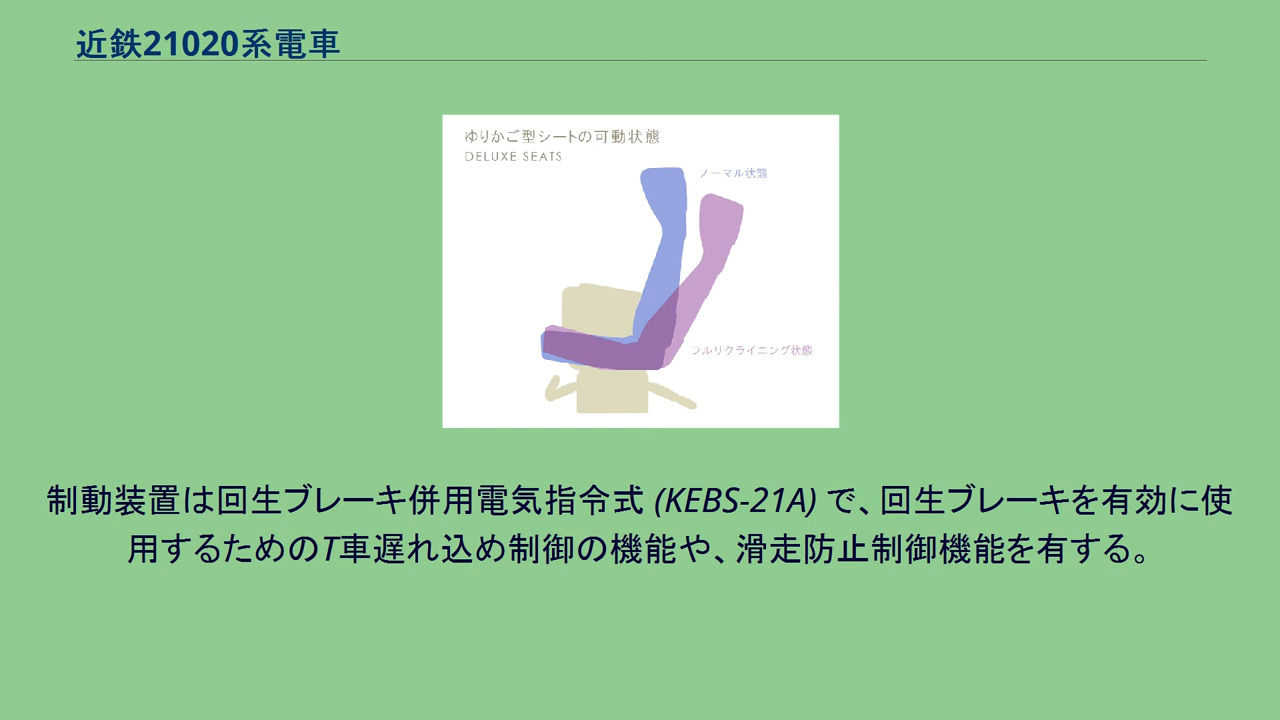 近鉄21020系電車
ゆりかご型シートの可動状態
DELUXE SEATS
ノーマル状態
フルリクライニング状態
制動装置は回生ブレーキ併用電気指令式 (KEBS-21A) で、回生ブレーキを有効に使
用するためのT車遅れ込め制御の機能や、滑走防止制御機能を有する。